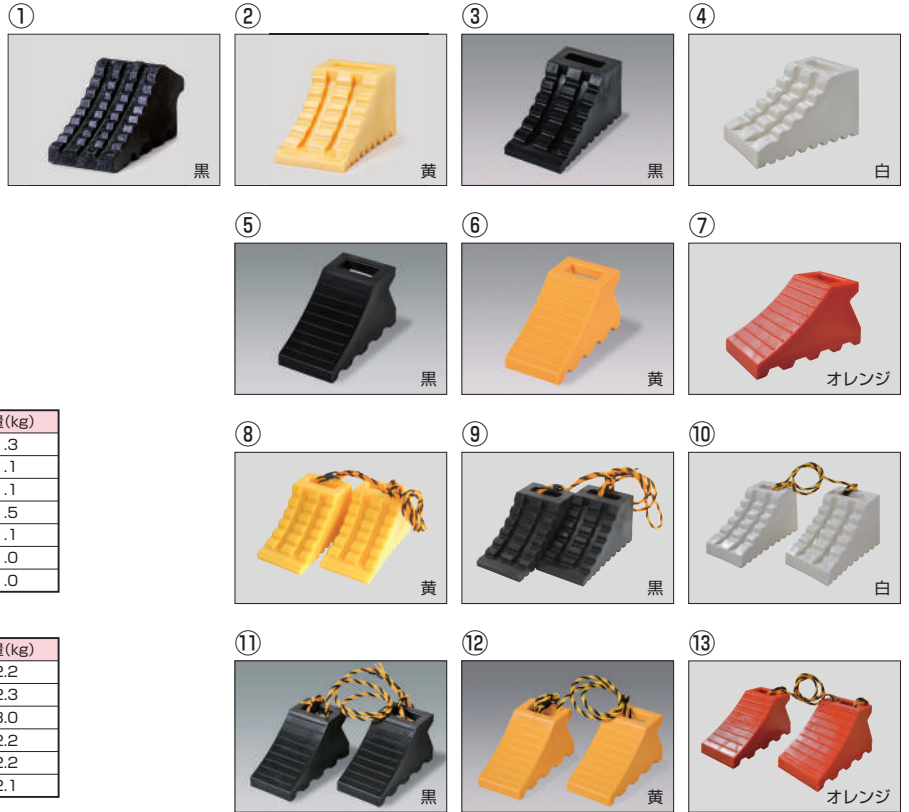 ① ② ③ ④
黒 黄 黒 白
⑤ ⑥ ⑦
黒 黄 オレンジ
(kg)
.3
.1
.1
.5
.1
.0
.0
⑧ ⑨ ⑩
黄 黒 白
(kg)
2.2
2.3
3.0
2.2
2.2
2.1
⑪ ⑫ ⑬
黒 黄 オレンジ